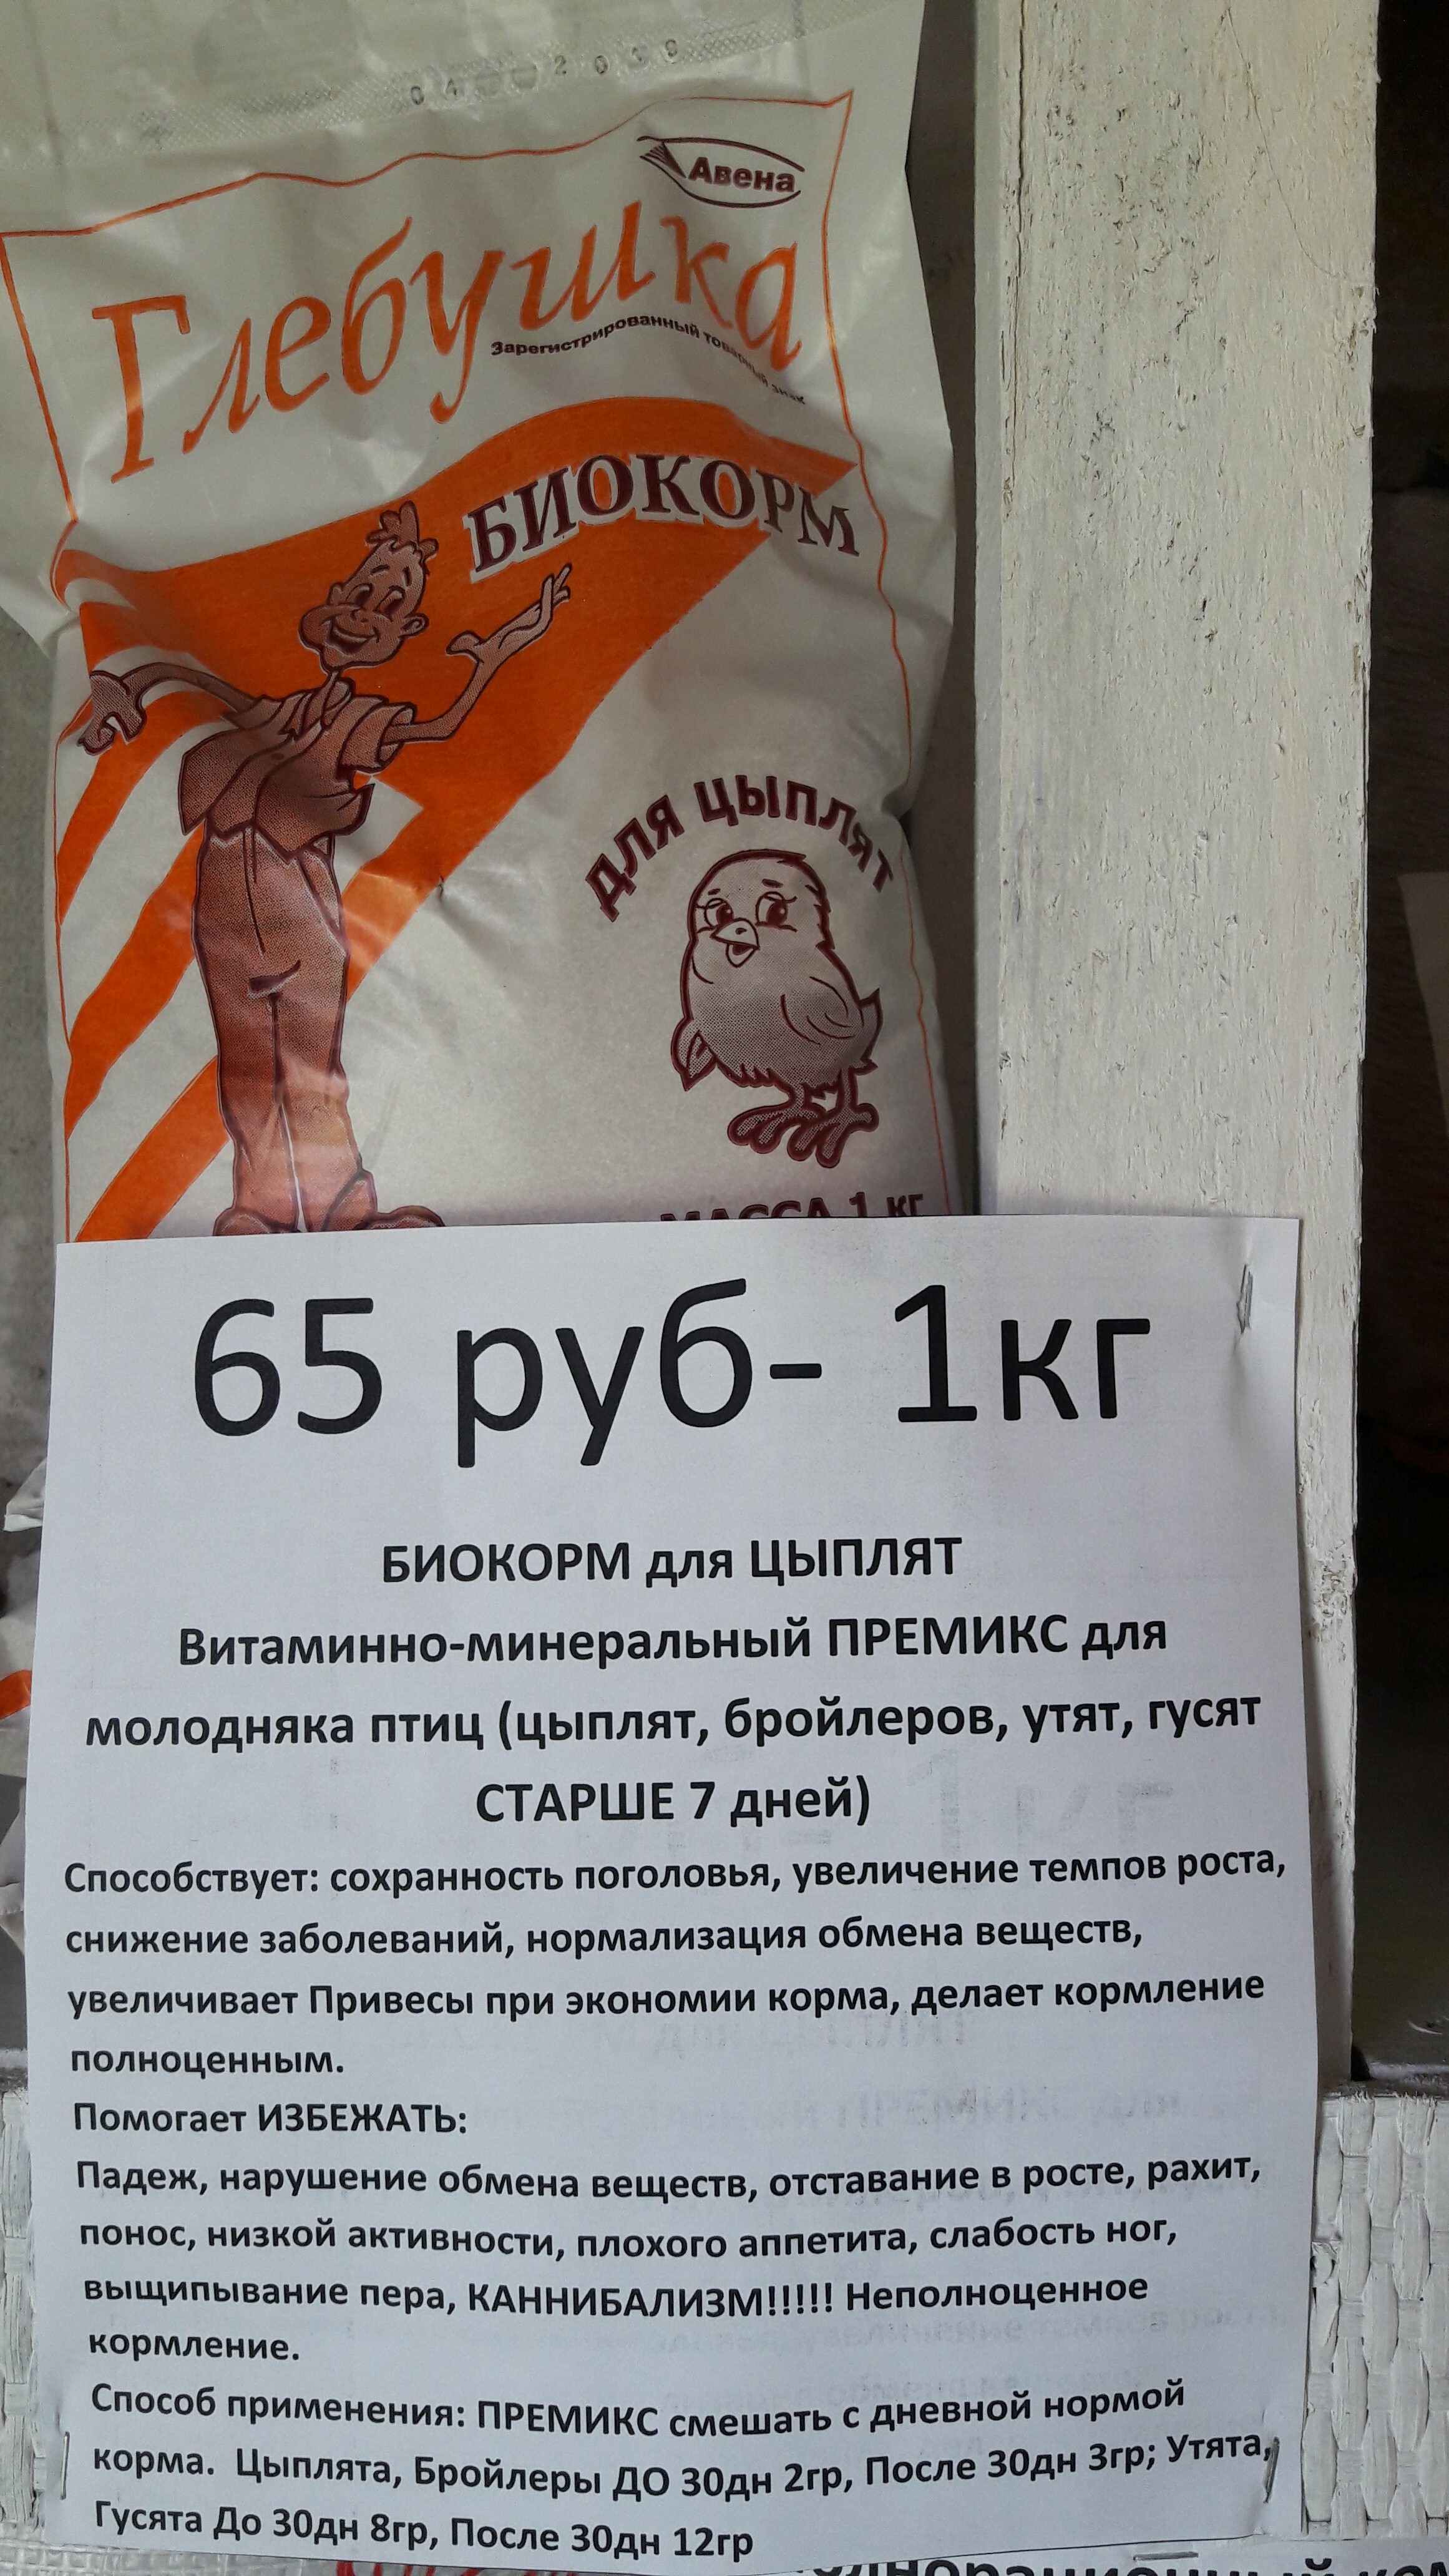 Авена
Глебушка
Зарегистрированный товарный знак
БИОКОРМ
ДЛЯ ЦЫПЛЯТ
МАССА 1 КГ
65 руб- 1кг
БИОКОРМ для ЦЫПЛЯТ
Витаминно-минеральный ПРЕМИКС для
молодняка птиц (цыплят, бройлеров, утят, гусят
СТАРШЕ 7 дней)
Способствует: сохранность поголовья, увеличение темпов роста,
снижение заболеваний, нормализация обмена веществ,
увеличивает Привесы при экономии корма, делает кормление
полноценным.
Помогает ИЗБЕЖАТЬ:
Падеж, нарушение обмена веществ, отставание в росте, рахит,
понос, низкой активности, плохого аппетита, слабость ног,
выщипывание пера, КАННИБАЛИЗМ!!!!! Неполноценное
кормление.
Способ применения: ПРЕМИКС смешать с дневной нормой
корма. Цыплята, Бройлеры ДО 30дн 2гр, После 30дн 3гр; Утята,
Гусята До 30дн 8гр, После 30дн 12гр